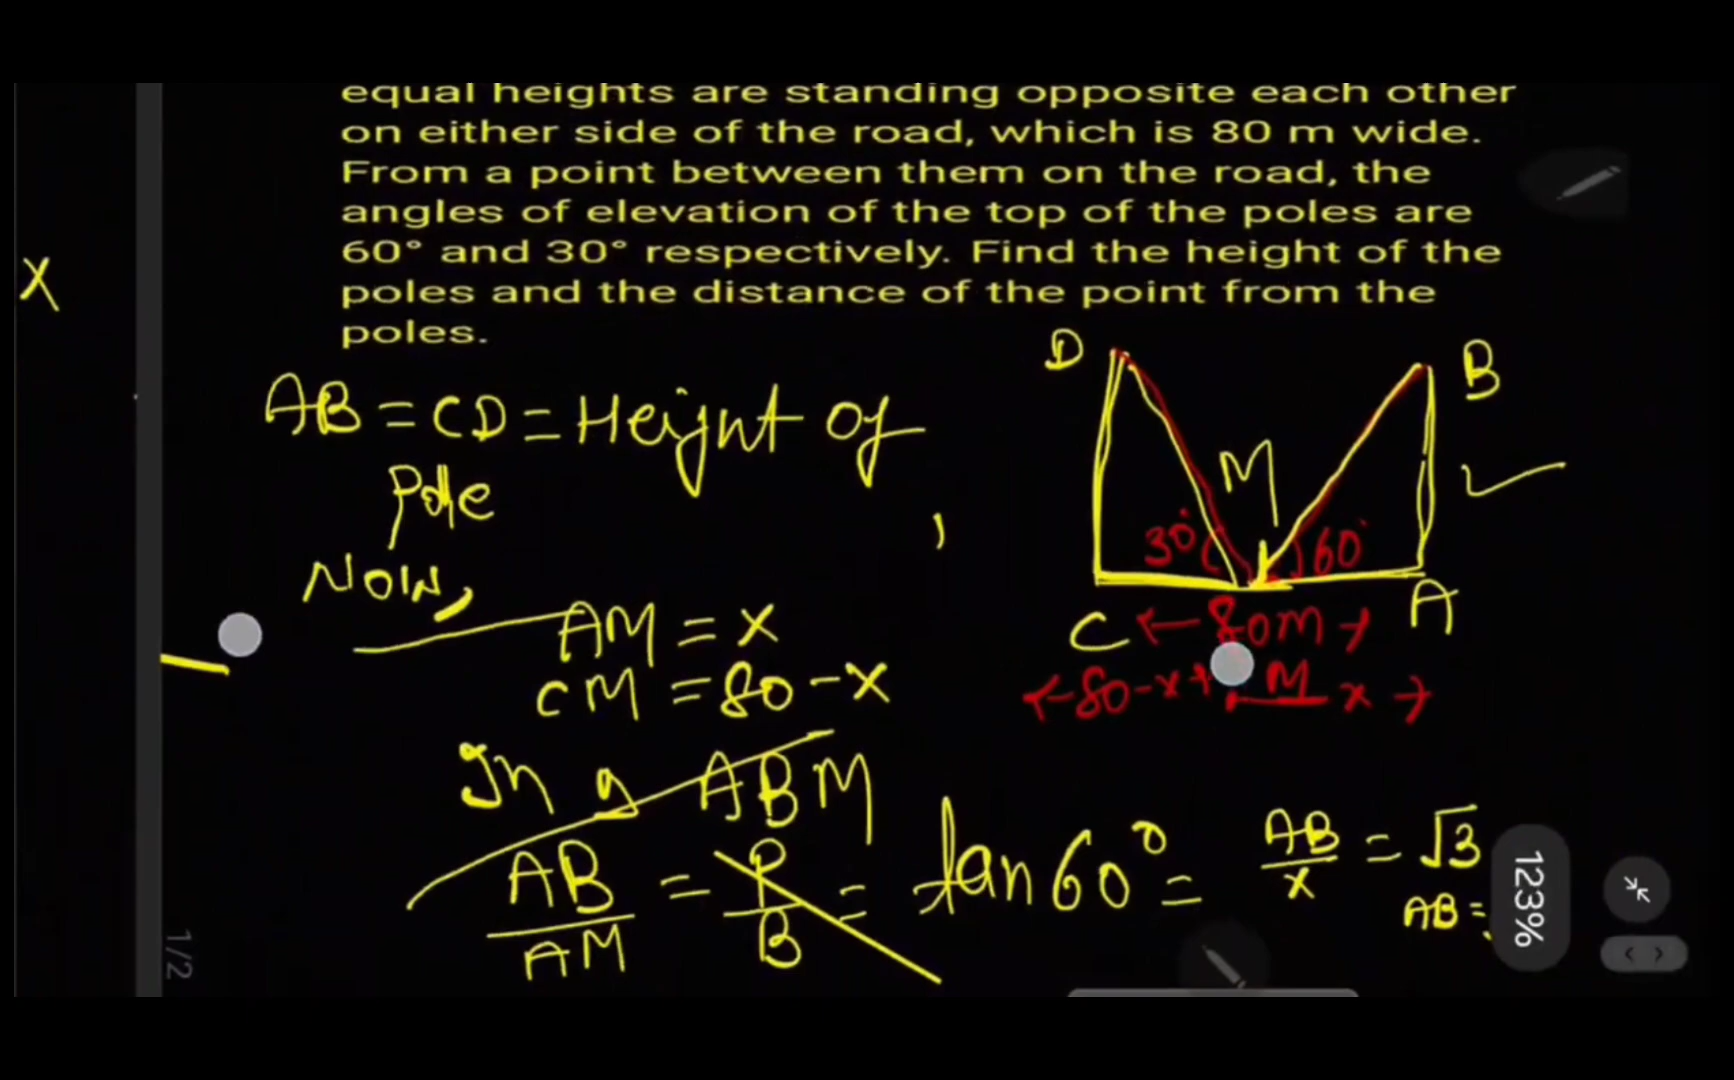 equal heights are standing opposite each other
on either side of the road, which is 80 m wide.
From a point between them on the road, the
angles of elevation of the top of the poles are
60° and 30° respectively. Find the height of the
poles and the distance of the point from the
poles.
X
D
B
AB = CD = Heignt Of
Pole
M
30° 60°
Now,
C ← 80m → A
AM = x
CM = 80 - x
← 80 - x → M x →
In ABM
AB/AM = P/B = tan 60° = AB/x = √3
AB =
123%
1/2